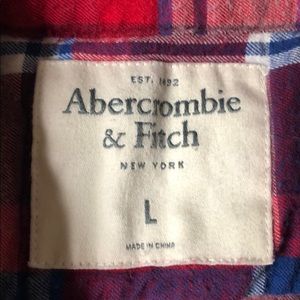 EST. 1892
Abercrombie
& Fitch
NEW YORK
L
MADE IN CHINA